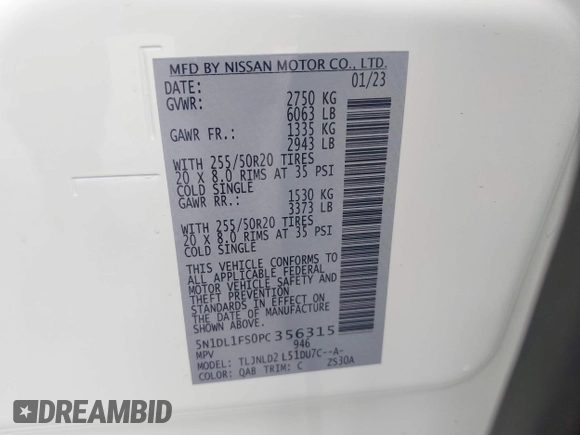 MFD BY NISSAN MOTOR CO., LTD.
DATE: 01/23
GVWR: 2750 KG
6063 LB
GAWR FR.: 1335 KG
2943 LB
WITH 255/50R20 TIRES
20 X 8.0 RIMS AT 35 PSI
COLD SINGLE
GAWR RR.: 1530 KG
3373 LB
WITH 255/50R20 TIRES
20 X 8.0 RIMS AT 35 PSI
COLD SINGLE
THIS VEHICLE CONFORMS TO
ALL APPLICABLE FEDERAL
MOTOR VEHICLE SAFETY AND
THEFT PREVENTION
STANDARDS IN EFFECT ON
THE DATE OF MANUFACTURE
SHOWN ABOVE.
5N1DL1FS0PC356315
MPV 946
MODEL: TLJNLD2 L51DU7C--A-
COLOR: QAB TRIM: C ZS30A
DREAMBID